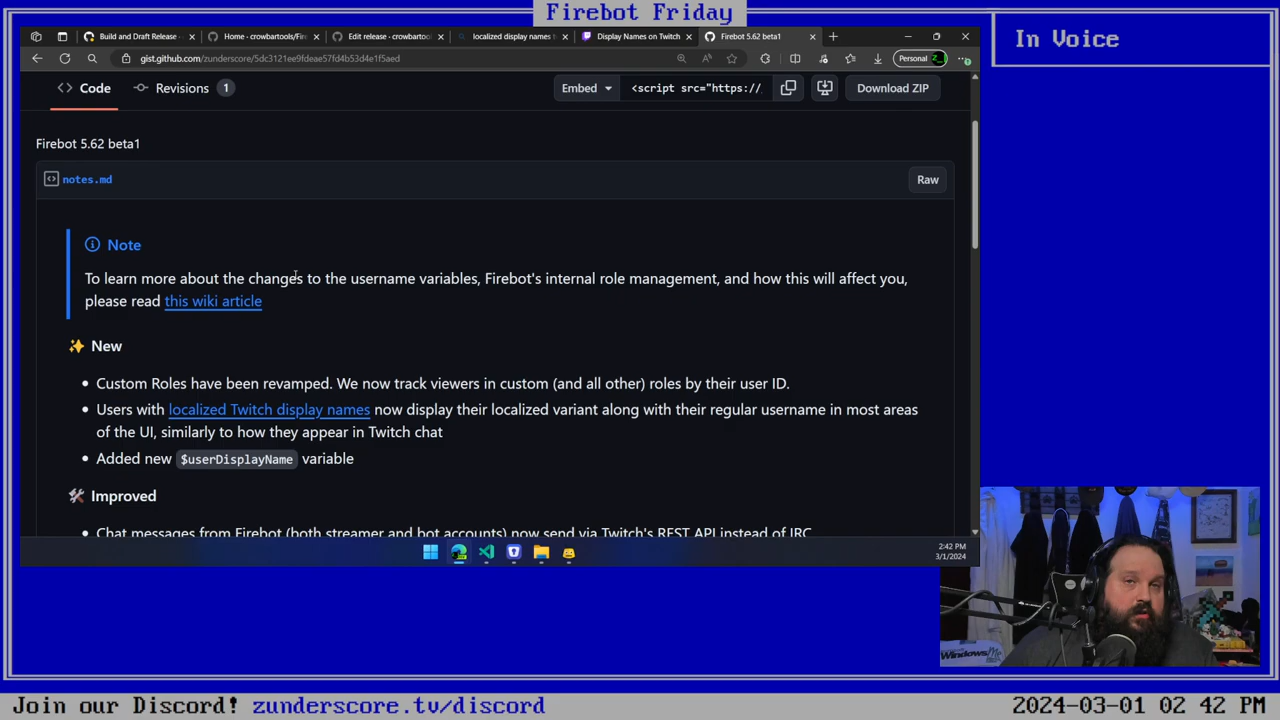 Firebot Friday
In Voice
Build and Draft Release -
Home - crowbartools/Fir
Edit release - crowbartool
localized display names t
Display Names on Twitch
Firebot 5.62 beta1
gist.github.com/zunderscore/5dc3121ee9fdeae57fd4b53d4e1f5aed
Personal
Code
Revisions 1
Embed
<script src="https://
Download ZIP
Firebot 5.62 beta1
notes.md
Raw
Note
To learn more about the changes to the username variables, Firebot's internal role management, and how this will affect you,
please read this wiki article
✨ New
• Custom Roles have been revamped. We now track viewers in custom (and all other) roles by their user ID.
• Users with localized Twitch display names now display their localized variant along with their regular username in most areas
of the UI, similarly to how they appear in Twitch chat
• Added new $userDisplayName variable
🛠 Improved
• Chat messages from Firebot (both streamer and bot accounts) now send via Twitch's REST API instead of IRC
2:42 PM
3/1/2024
Windows Me
Join our Discord! zunderscore.tv/discord
2024-03-01 02 42 PM